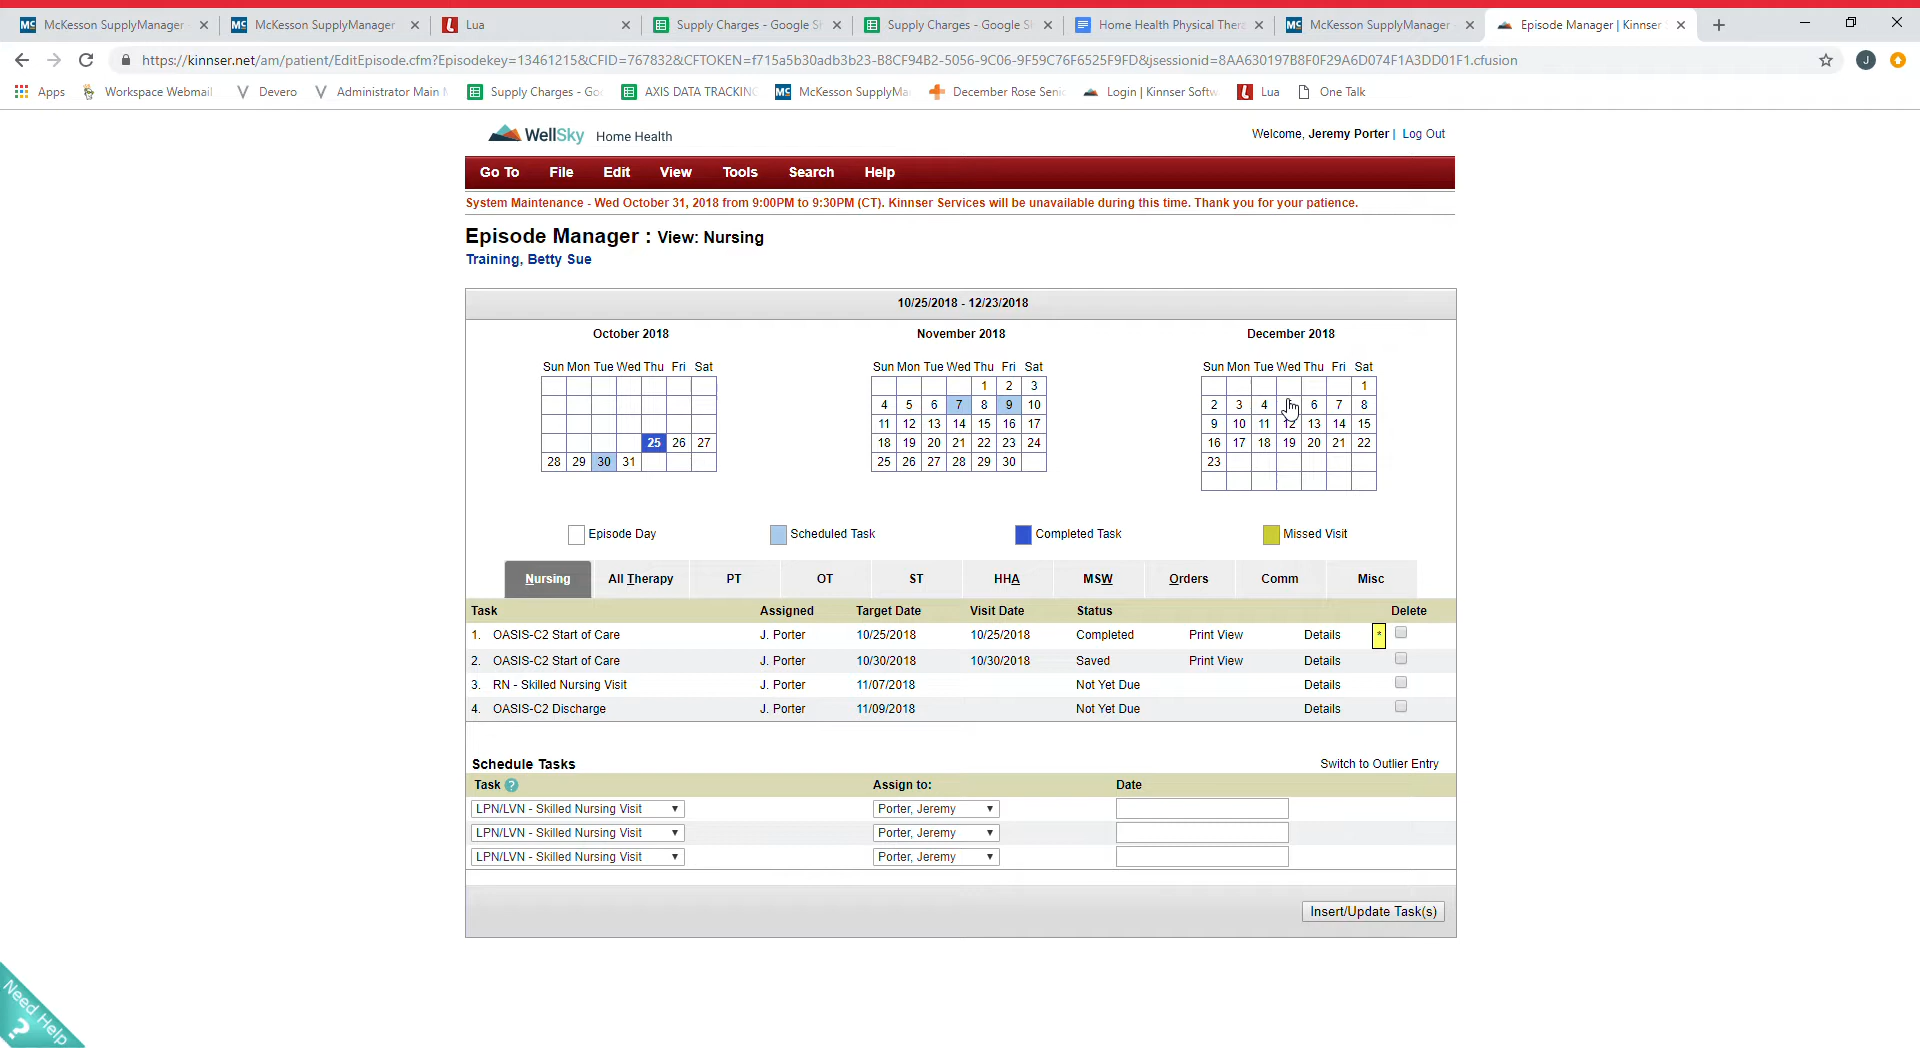 McKesson SupplyManager
McKesson SupplyManager
Lua
Supply Charges - Google Sh
Supply Charges - Google Sh
Home Health Physical Thera
McKesson SupplyManager
Episode Manager | Kinnser
https://kinnser.net/am/patient/EditEpisode.cfm?Episodekey=13461215&CFID=767832&CFTOKEN=f715a5b30adb3b23-B8CF94B2-5056-9C06-9F59C76F6525F9FD&jsessionid=8AA630197B8F0F29A6D074F1A3DD01F1.cfusion
J
Apps Workspace Webmail Devero Administrator Main Supply Charges - Goo AXIS DATA TRACKING McKesson SupplyMa December Rose Senio Login | Kinnser Softw Lua One Talk
WellSky Home Health
Welcome, Jeremy Porter | Log Out
Go To File Edit View Tools Search Help
System Maintenance - Wed October 31, 2018 from 9:00PM to 9:30PM (CT). Kinnser Services will be unavailable during this time. Thank you for your patience.
Episode Manager : View: Nursing
Training, Betty Sue
10/25/2018 - 12/23/2018
October 2018
Sun Mon Tue Wed Thu Fri Sat
25 26 27
28 29 30 31
November 2018
Sun Mon Tue Wed Thu Fri Sat
1 2 3
4 5 6 7 8 9 10
11 12 13 14 15 16 17
18 19 20 21 22 23 24
25 26 27 28 29 30
December 2018
Sun Mon Tue Wed Thu Fri Sat
1
2 3 4 6 7 8
9 10 11 12 13 14 15
16 17 18 19 20 21 22
23
Episode Day Scheduled Task Completed Task Missed Visit
Nursing All Therapy PT OT ST HHA MSW Orders Comm Misc
Task Assigned Target Date Visit Date Status Delete
1. OASIS-C2 Start of Care J. Porter 10/25/2018 10/25/2018 Completed Print View Details *
2. OASIS-C2 Start of Care J. Porter 10/30/2018 10/30/2018 Saved Print View Details
3. RN - Skilled Nursing Visit J. Porter 11/07/2018 Not Yet Due Details
4. OASIS-C2 Discharge J. Porter 11/09/2018 Not Yet Due Details
Schedule Tasks Switch to Outlier Entry
Task ? Assign to: Date
LPN/LVN - Skilled Nursing Visit Porter, Jeremy
LPN/LVN - Skilled Nursing Visit Porter, Jeremy
LPN/LVN - Skilled Nursing Visit Porter, Jeremy
Insert/Update Task(s)
Need Help
?